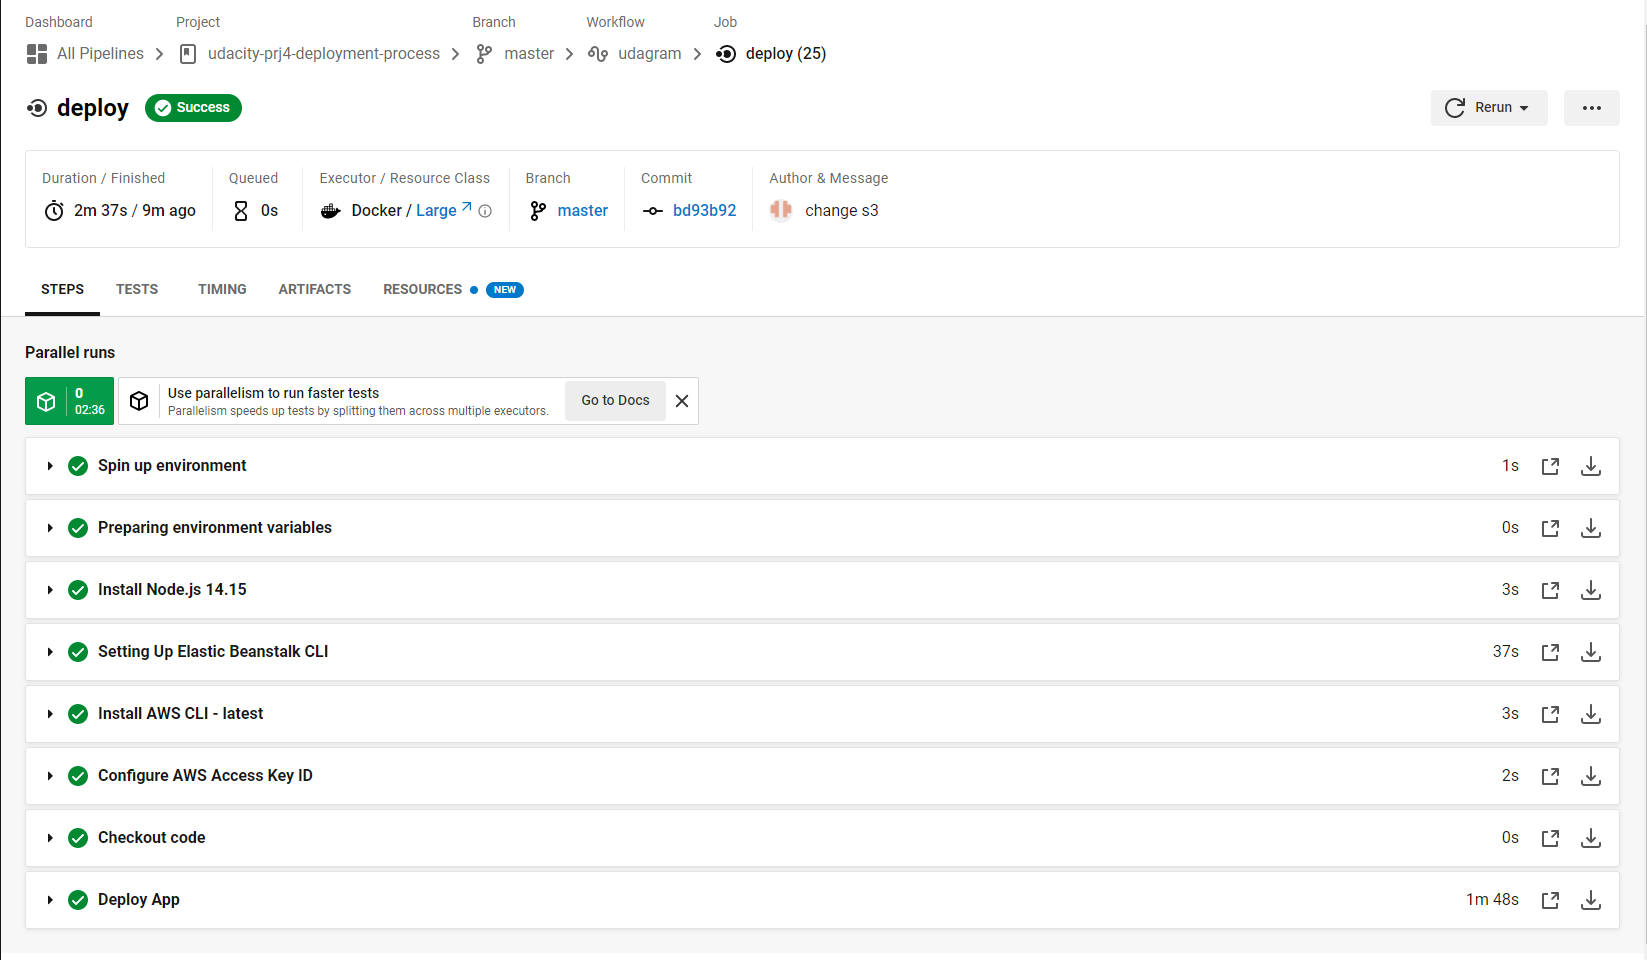 Dashboard Project Branch Workflow Job
All Pipelines udacity-prj4-deployment-process master udagram deploy (25)
deploy Success Rerun
Duration / Finished Queued Executor / Resource Class Branch Commit Author & Message
2m 37s / 9m ago 0s Docker / Large master bd93b92 change s3
STEPS TESTS TIMING ARTIFACTS RESOURCES NEW
Parallel runs
0
02:36
Use parallelism to run faster tests
Parallelism speeds up tests by splitting them across multiple executors.
Go to Docs
Spin up environment 1s
Preparing environment variables 0s
Install Node.js 14.15 3s
Setting Up Elastic Beanstalk CLI 37s
Install AWS CLI - latest 3s
Configure AWS Access Key ID 2s
Checkout code 0s
Deploy App 1m 48s